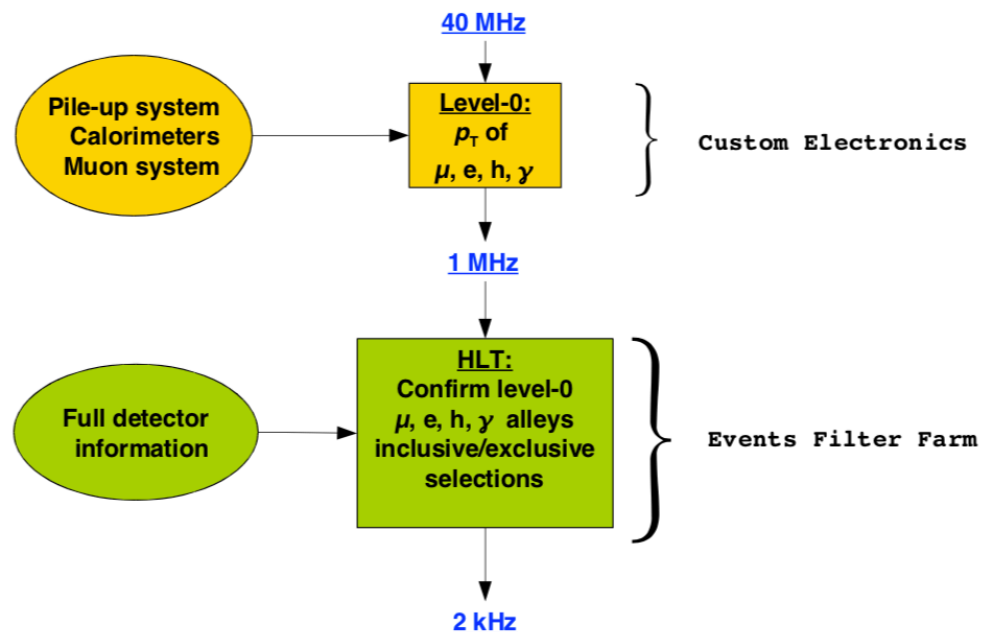 40 MHz
Pile-up system
Calorimeters
Muon system
Level-0:
pT of
μ, e, h, γ
Custom Electronics
1 MHz
Full detector
information
HLT:
Confirm level-0
μ, e, h, γ alleys
inclusive/exclusive
selections
Events Filter Farm
2 kHz